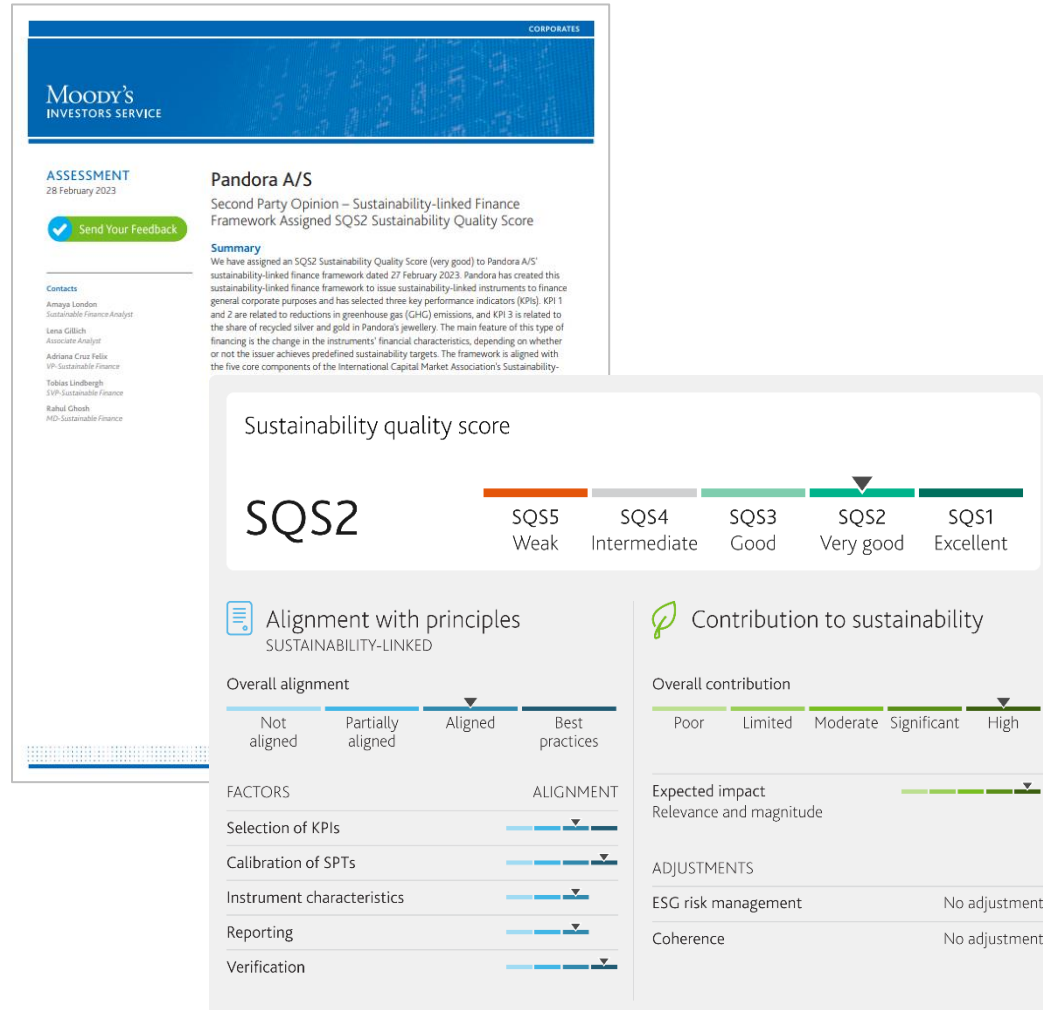 CORPORATES
MOODY'S
INVESTORS SERVICE
ASSESSMENT
28 February 2023
Send Your Feedback
Contacts
Amaya London
Sustainable Finance Analyst
Lena Gillich
Associate Analyst
Adriana Cruz Felix
VP-Sustainable Finance
Tobias Lindbergh
SVP-Sustainable Finance
Rahul Ghosh
MD-Sustainable Finance
Pandora A/S
Second Party Opinion – Sustainability-linked Finance
Framework Assigned SQS2 Sustainability Quality Score
Summary
We have assigned an SQS2 Sustainability Quality Score (very good) to Pandora A/S'
sustainability-linked finance framework dated 27 February 2023. Pandora has created this
sustainability-linked finance framework to issue sustainability-linked instruments to finance
general corporate purposes and has selected three key performance indicators (KPIs). KPI 1
and 2 are related to reductions in greenhouse gas (GHG) emissions, and KPI 3 is related to
the share of recycled silver and gold in Pandora's jewellery. The main feature of this type of
financing is the change in the instruments' financial characteristics, depending on whether
or not the issuer achieves predefined sustainability targets. The framework is aligned with
the five core components of the International Capital Market Association's Sustainability-
Sustainability quality score
SQS2
SQS5 SQS4 SQS3 SQS2 SQS1
Weak Intermediate Good Very good Excellent
Alignment with principles
SUSTAINABILITY-LINKED
Overall alignment
Not Partially Aligned Best
aligned aligned practices
FACTORS ALIGNMENT
Selection of KPIs
Calibration of SPTs
Instrument characteristics
Reporting
Verification
Contribution to sustainability
Overall contribution
Poor Limited Moderate Significant High
Expected impact
Relevance and magnitude
ADJUSTMENTS
ESG risk management No adjustment
Coherence No adjustment